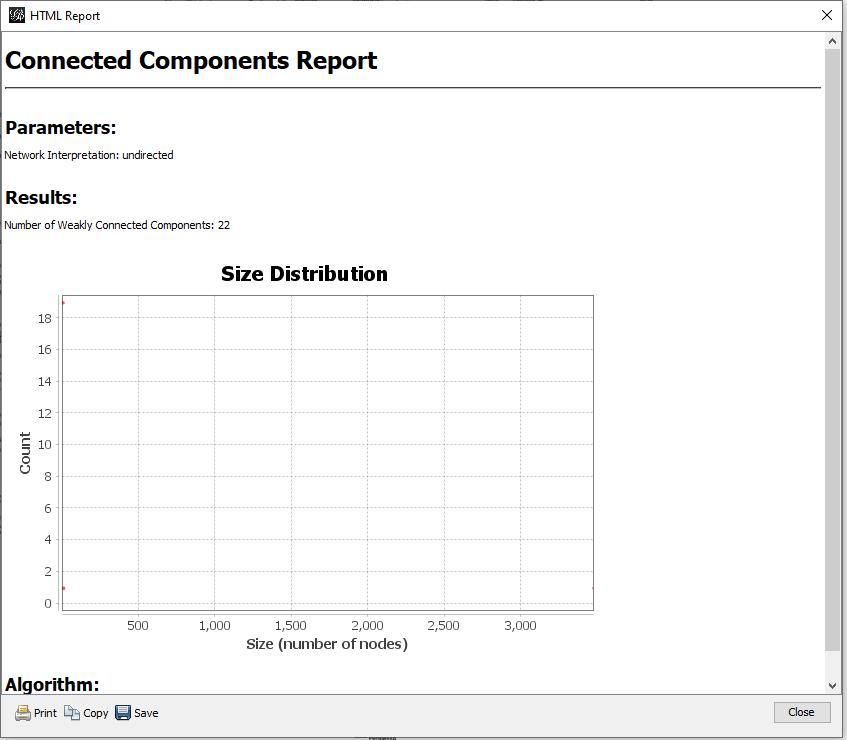 HTML Report
Connected Components Report
Parameters:
Network Interpretation: undirected
Results:
Number of Weakly Connected Components: 22
Size Distribution
18
16
14
12
10
8
6
4
2
0
Count
500 1,000 1,500 2,000 2,500 3,000
Size (number of nodes)
Algorithm:
Print Copy Save Close